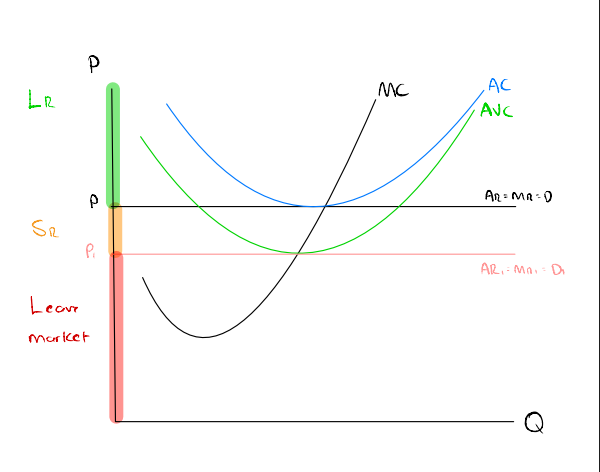 P
LR
MC
AC
AVC
P
AR=MR=D
SR
P1
AR1=MR1=D1
Leave
market
Q